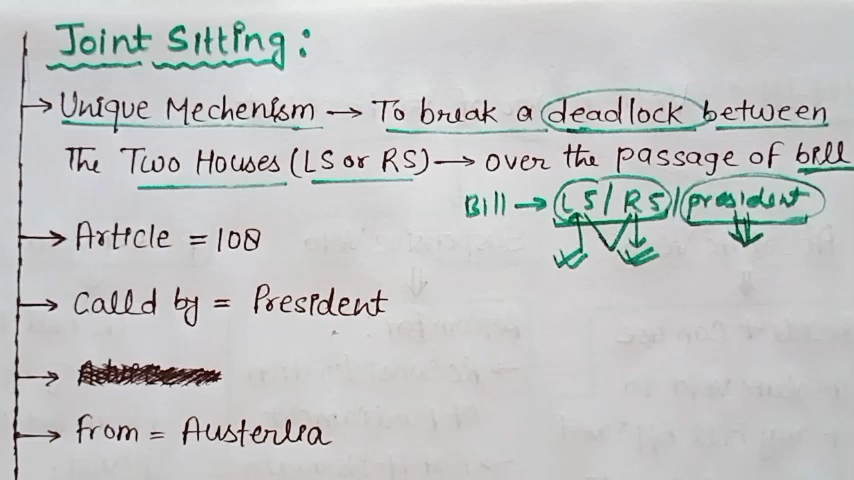 Joint Sitting:
→ Unique Mechenism → To break a deadlock between
The Two Houses (LS or RS) → over the passage of bill
Bill → LS / RS / president
→ Article = 108
→ Calld by = President
→
→ From = Austerlia